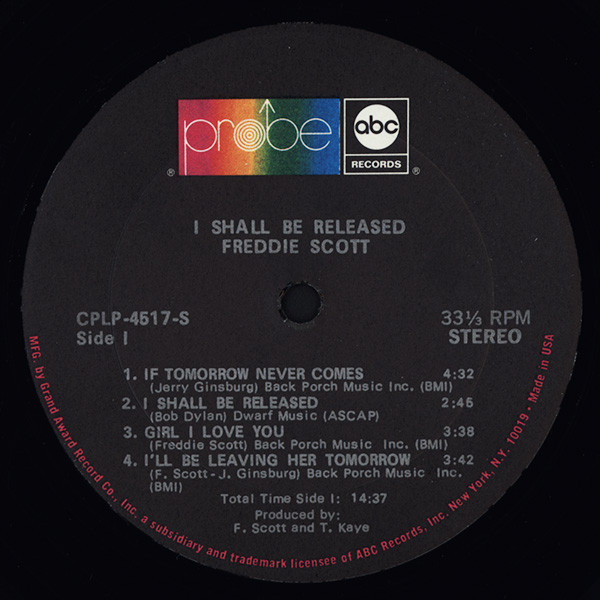 probe
abc
RECORDS
®
®
I SHALL BE RELEASED
FREDDIE SCOTT
CPLP-4517-S
Side I
33⅓ RPM
STEREO
1. IF TOMORROW NEVER COMES 4:32
(Jerry Ginsburg) Back Porch Music Inc. (BMI)
2. I SHALL BE RELEASED 2:46
(Bob Dylan) Dwarf Music (ASCAP)
3. GIRL I LOVE YOU 3:38
(Freddie Scott) Back Porch Music Inc. (BMI)
4. I'LL BE LEAVING HER TOMORROW 3:42
(F. Scott - J. Ginsburg) Back Porch Music Inc.
(BMI)
Total Time Side I: 14:37
Produced by:
F. Scott and T. Kaye
MFG. by Grand Award Record Co., Inc. a subsidiary and trademark licensee of ABC Records, Inc. New York, N.Y. 10019 • Made in USA